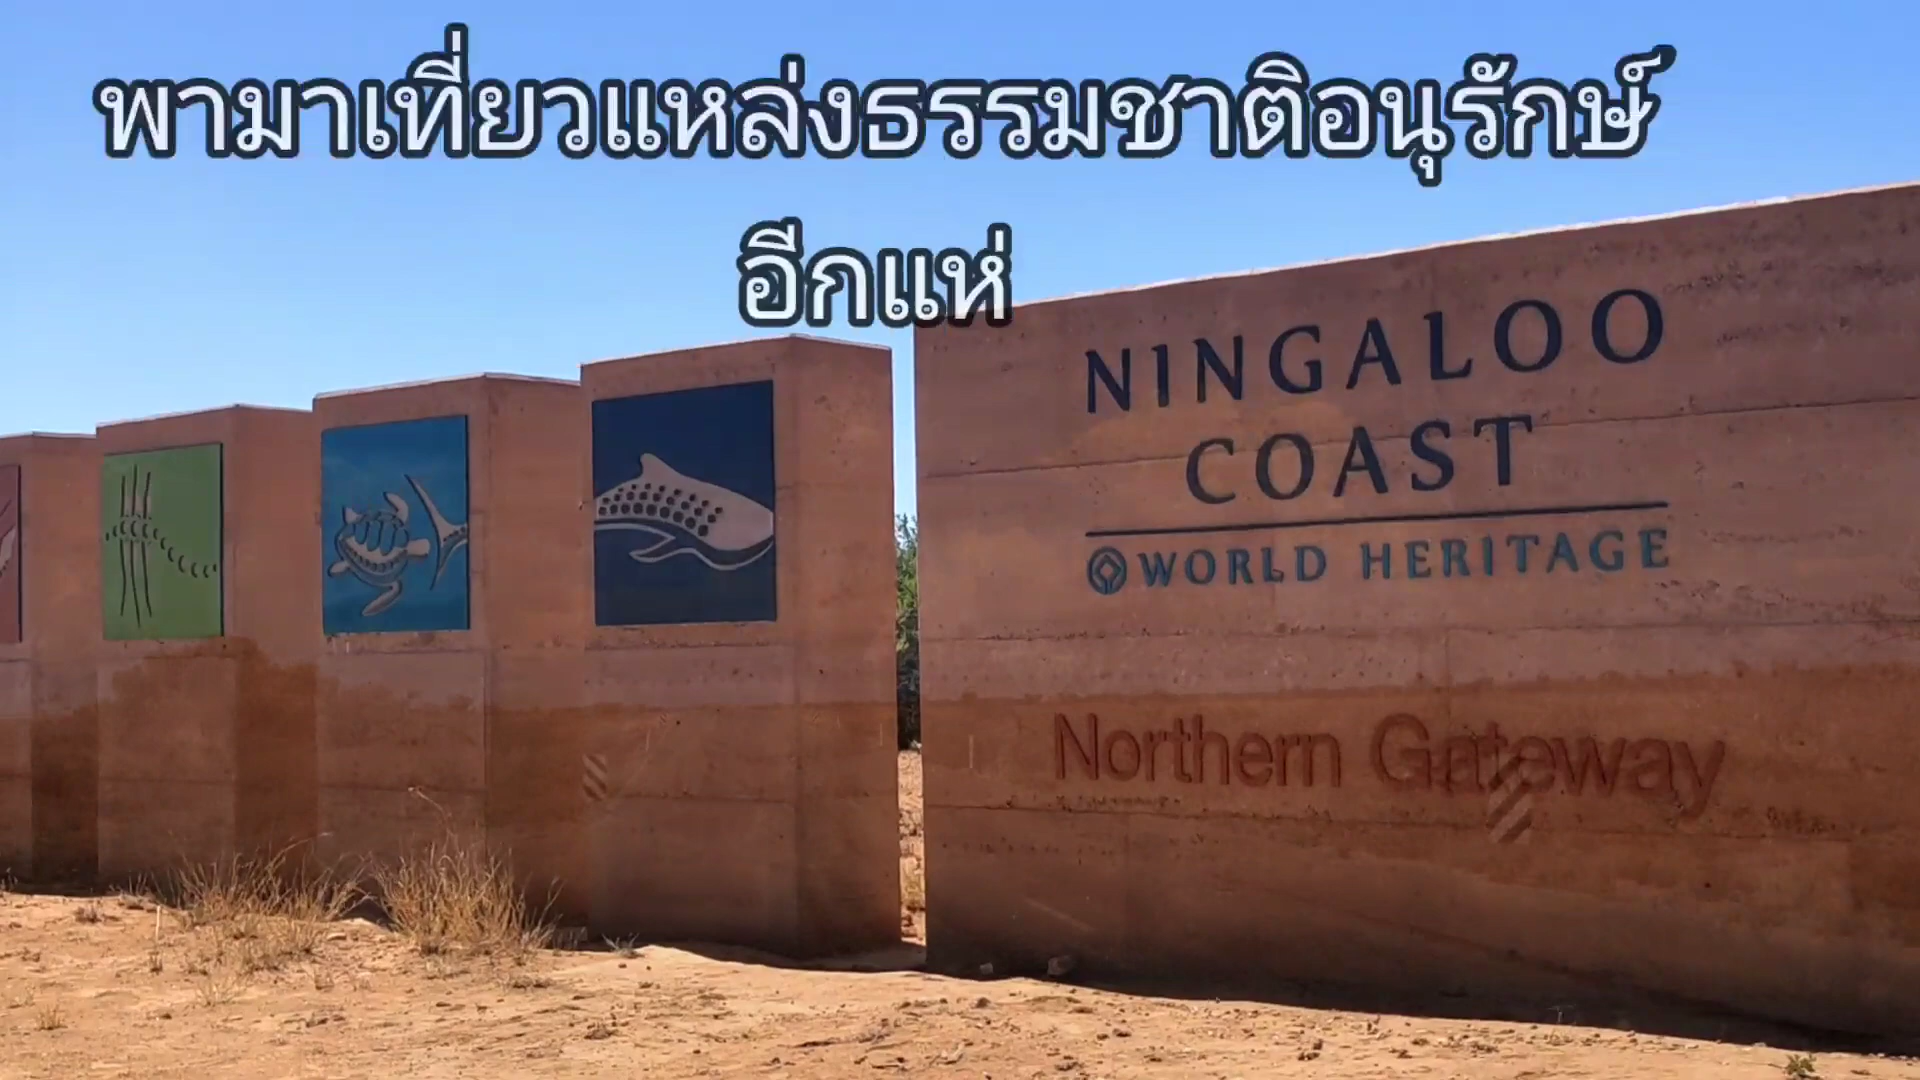 พามาเที่ยวแหล่งธรรมชาติอนุรักษ์
อีกแห่
NINGALOO
COAST
WORLD HERITAGE
Northern Gateway